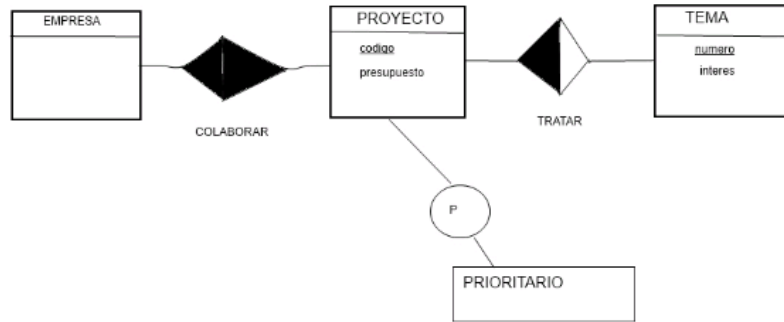 EMPRESA
PROYECTO
codigo
presupuesto
TEMA
numero
interes
COLABORAR
TRATAR
P
PRIORITARIO